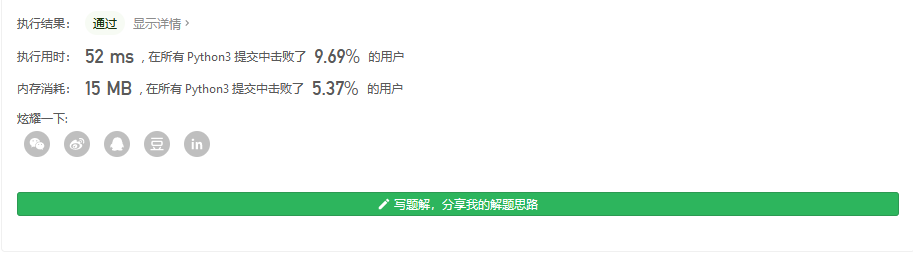 执行结果： 通过 显示详情 ›
执行用时： 52 ms , 在所有 Python3 提交中击败了 9.69% 的用户
内存消耗： 15 MB , 在所有 Python3 提交中击败了 5.37% 的用户
炫耀一下:
豆 in
写题解，分享我的解题思路